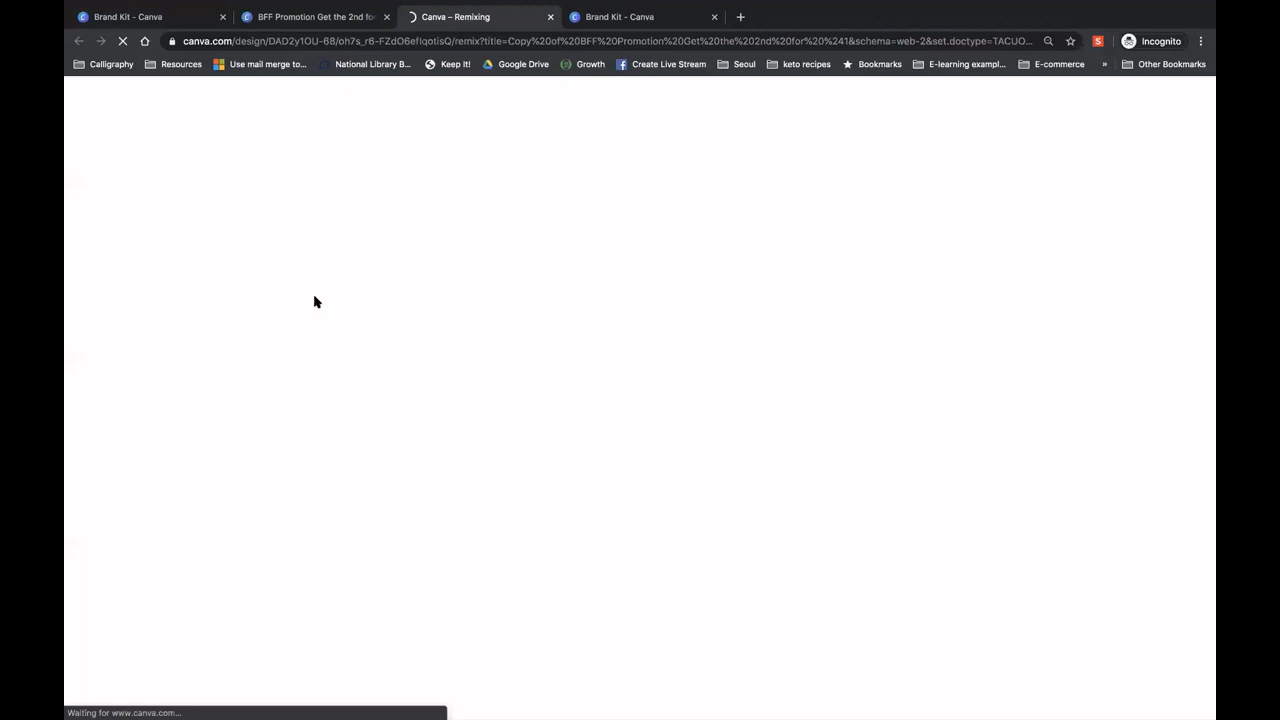 Brand Kit - Canva
BFF Promotion Get the 2nd for
Canva – Remixing
Brand Kit - Canva
canva.com/design/DAD2y1OU-68/oh7s_r6-FZdO6efIqotisQ/remix?title=Copy%20of%20BFF%20Promotion%20Get%20the%202nd%20for%20%241&schema=web-2&set.doctype=TACUO...
Incognito
Calligraphy
Resources
Use mail merge to...
National Library B...
Keep It!
Google Drive
Growth
Create Live Stream
Seoul
keto recipes
Bookmarks
E-learning exampl...
E-commerce
»
Other Bookmarks
Waiting for www.canva.com...